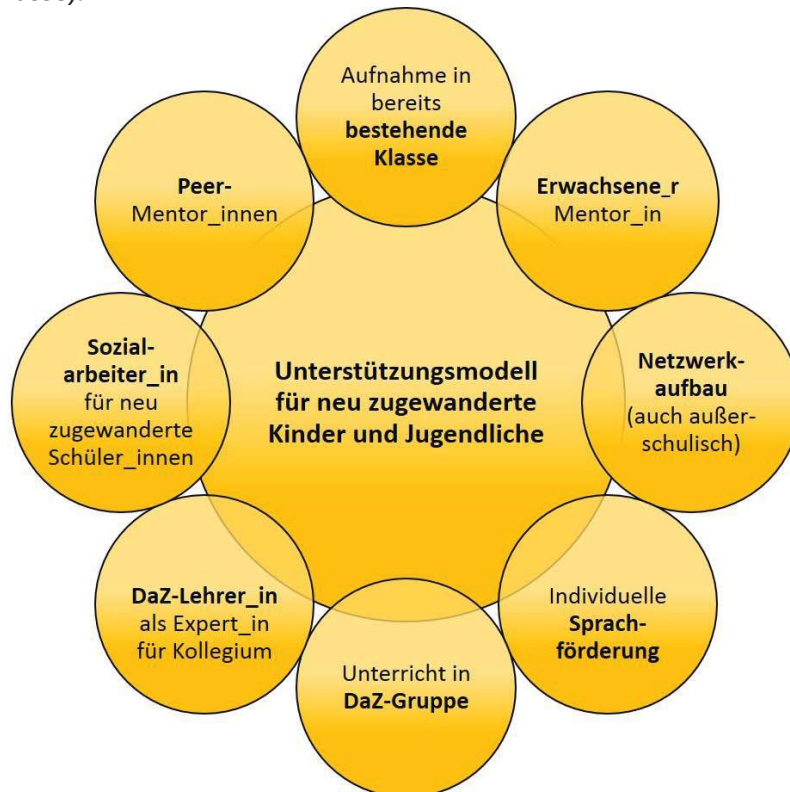 Aufnahme in
bereits
bestehende
Klasse
Erwachsene_r
Mentor_in
Netzwerk-
aufbau
(auch außer-
schulisch)
Individuelle
Sprach-
förderung
Unterricht in
DaZ-Gruppe
DaZ-Lehrer_in
als Expert_in
für Kollegium
Sozial-
arbeiter_in
für neu
zugewanderte
Schüler_innen
Peer-
Mentor_innen
Unterstützungsmodell
für neu zugewanderte
Kinder und Jugendliche